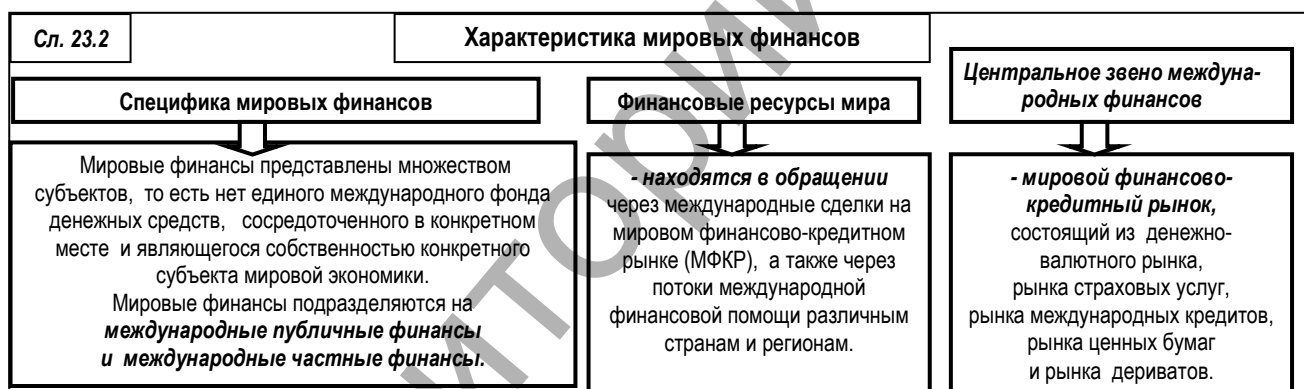 Сл. 23.2
Характеристика мировых финансов
Специфика мировых финансов
Мировые финансы представлены множеством
субъектов, то есть нет единого международного фонда
денежных средств, сосредоточенного в конкретном
месте и являющегося собственностью конкретного
субъекта мировой экономики.
Мировые финансы подразделяются на
международные публичные финансы
и международные частные финансы.
Финансовые ресурсы мира
- находятся в обращении
через международные сделки на
мировом финансово-кредитном
рынке (МФКР), а также через
потоки международной
финансовой помощи различным
странам и регионам.
Центральное звено междуна-
родных финансов
- мировой финансово-
кредитный рынок,
состоящий из денежно-
валютного рынка,
рынка страховых услуг,
рынка международных кредитов,
рынка ценных бумаг
и рынка дериватов.